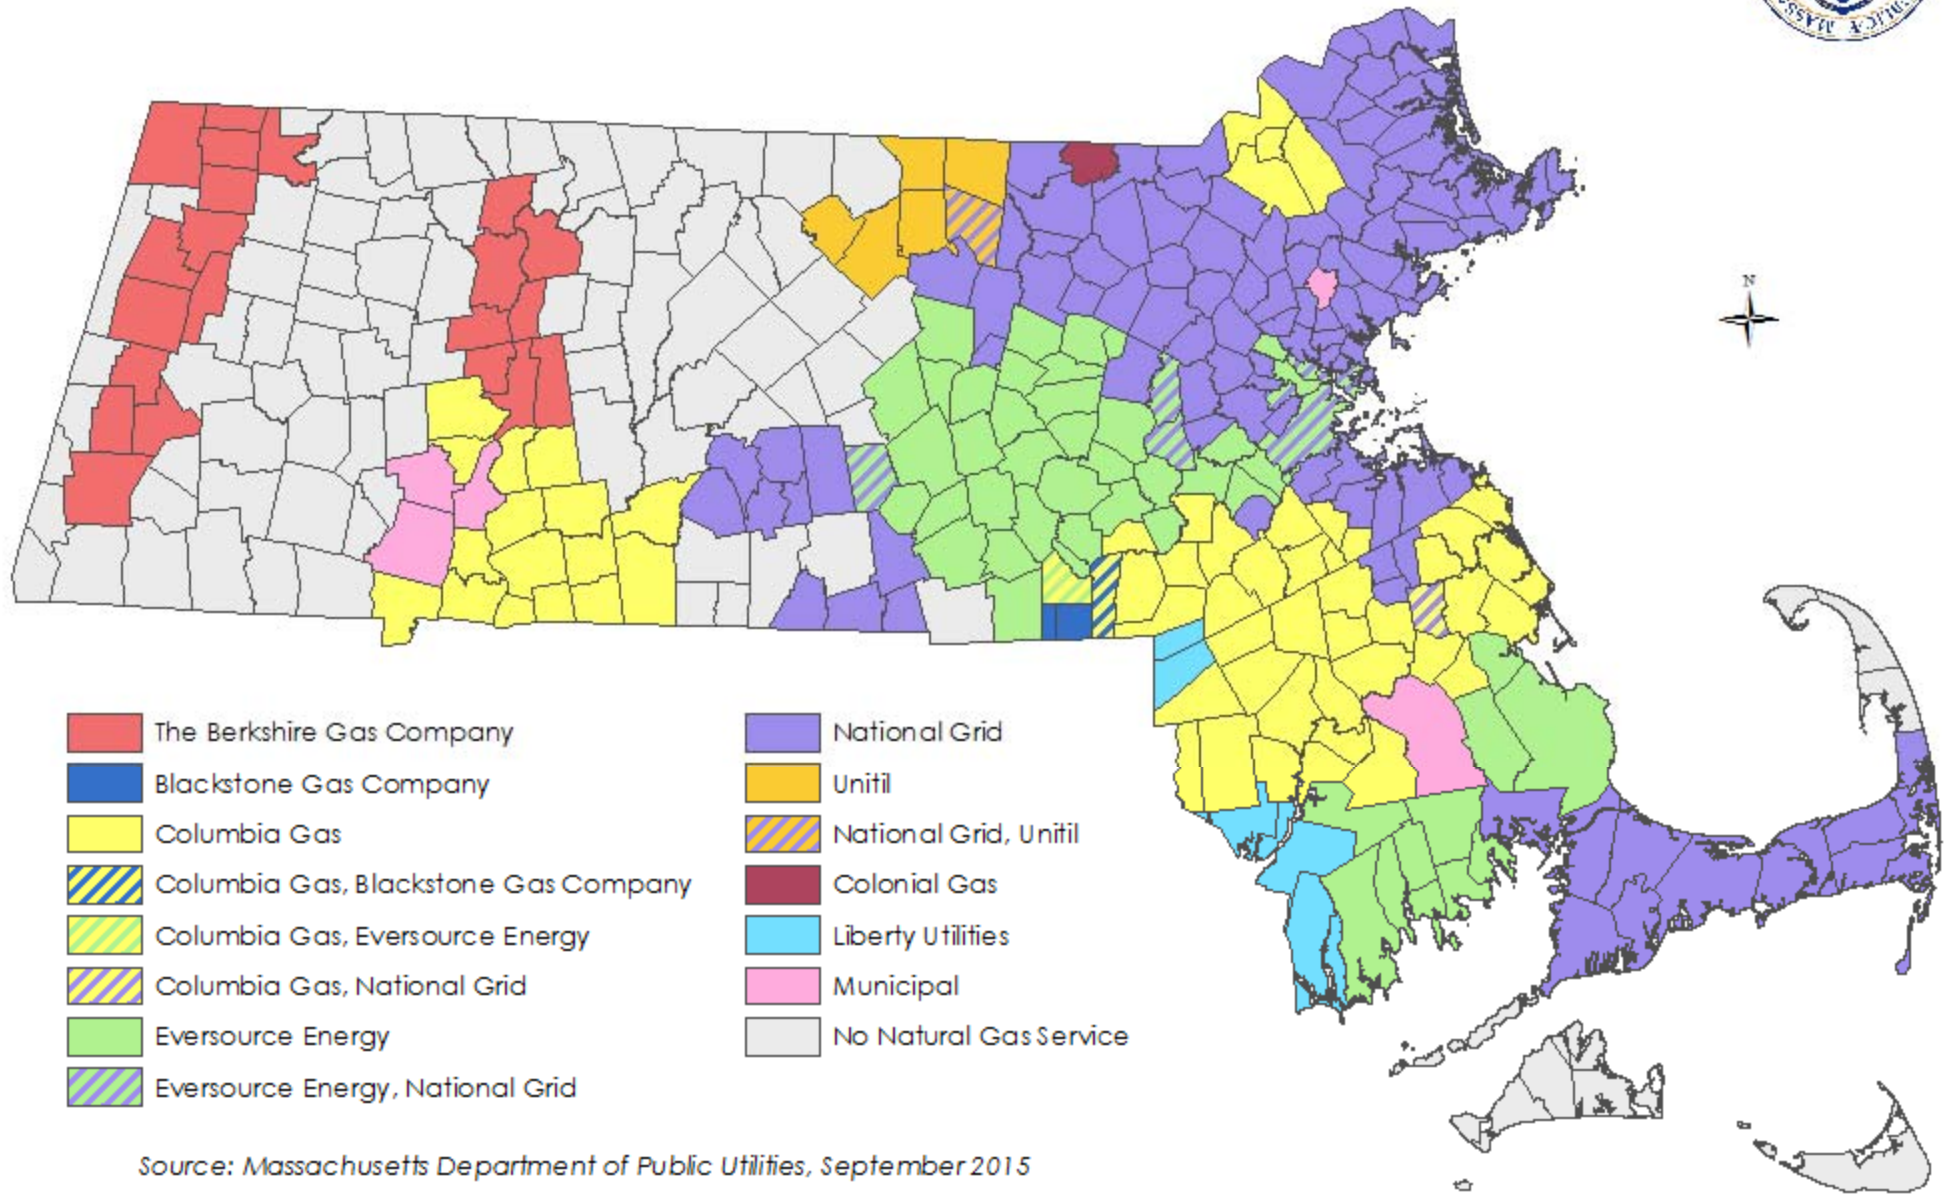 N
The Berkshire Gas Company
Blackstone Gas Company
Columbia Gas
Columbia Gas, Blackstone Gas Company
Columbia Gas, Eversource Energy
Columbia Gas, National Grid
Eversource Energy
Eversource Energy, National Grid
National Grid
Unitil
National Grid, Unitil
Colonial Gas
Liberty Utilities
Municipal
No Natural Gas Service
Source: Massachusetts Department of Public Utilities, September 2015